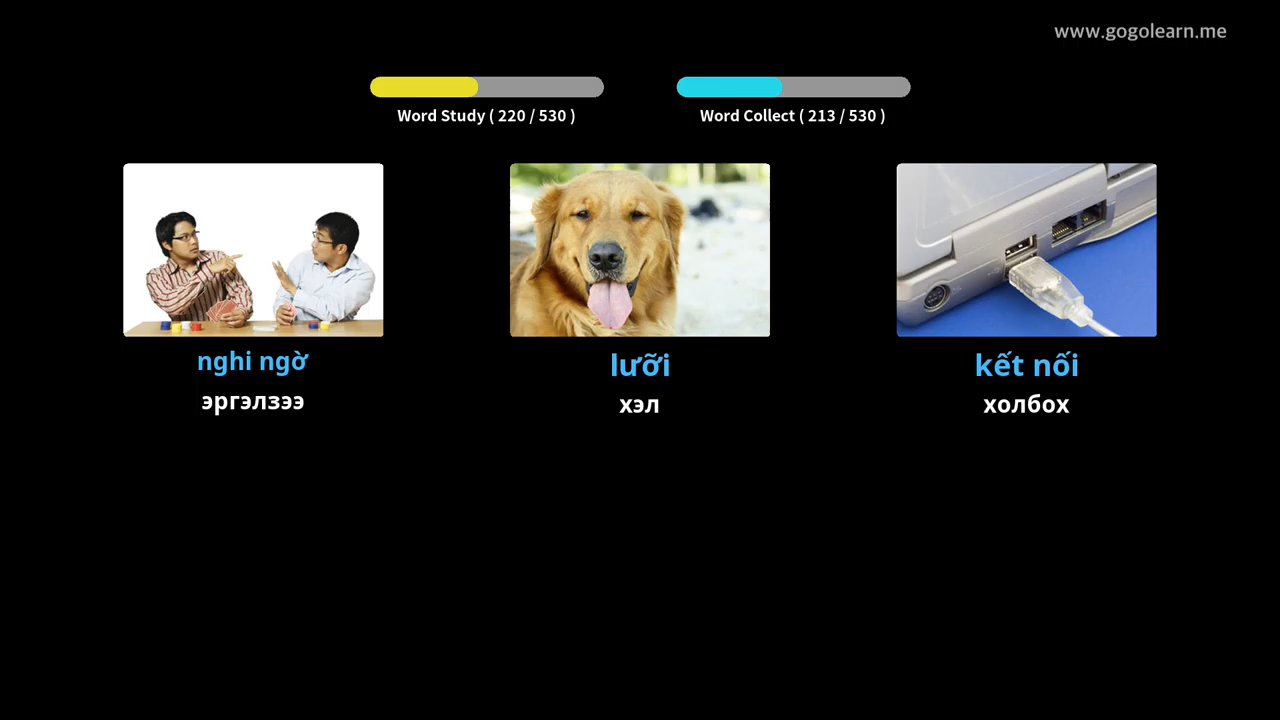 www.gogolearn.me
Word Study ( 220 / 530 )
Word Collect ( 213 / 530 )
nghi ngờ
эргэлзээ
lưỡi
хэл
kết nối
холбох